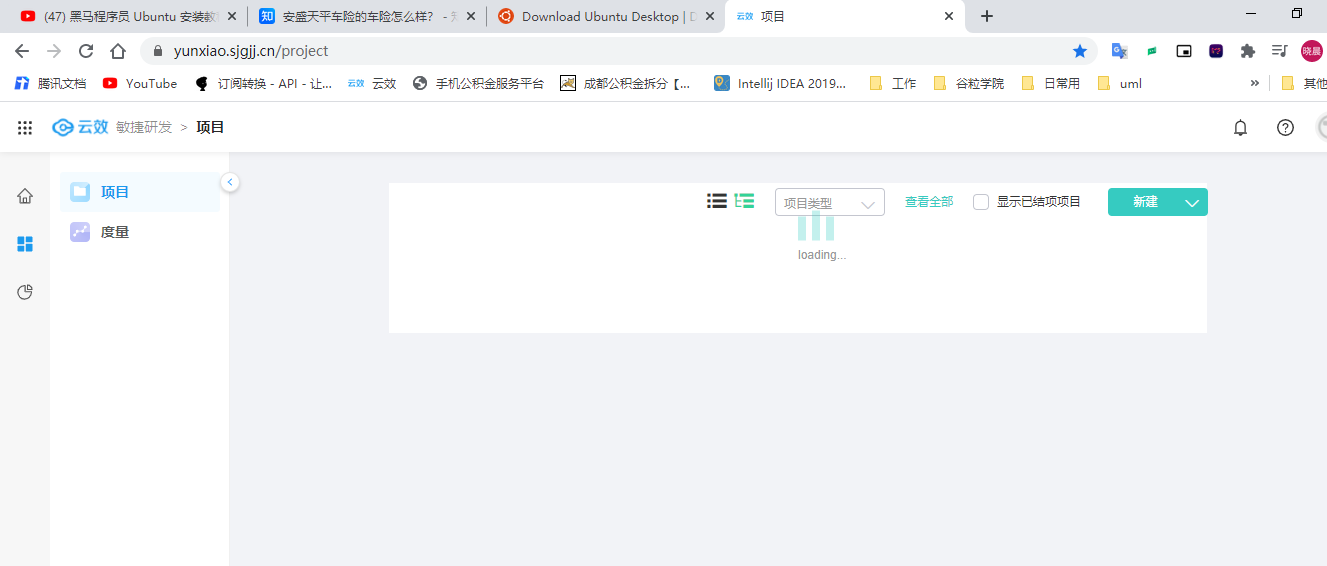 (47) 黑马程序员 Ubuntu 安装教
安盛天平车险的车险怎么样？ - 知
Download Ubuntu Desktop | D
云效 项目
yunxiao.sjgjj.cn/project
晓晨
腾讯文档 YouTube 订阅转换 - API - 让... 云效 云效 手机公积金服务平台 成都公积金拆分【... Intellij IDEA 2019... 工作 谷粒学院 日常用 uml » 其他
云效 敏捷研发 > 项目
项目
度量
项目类型 查看全部 显示已结项项目 新建
loading...